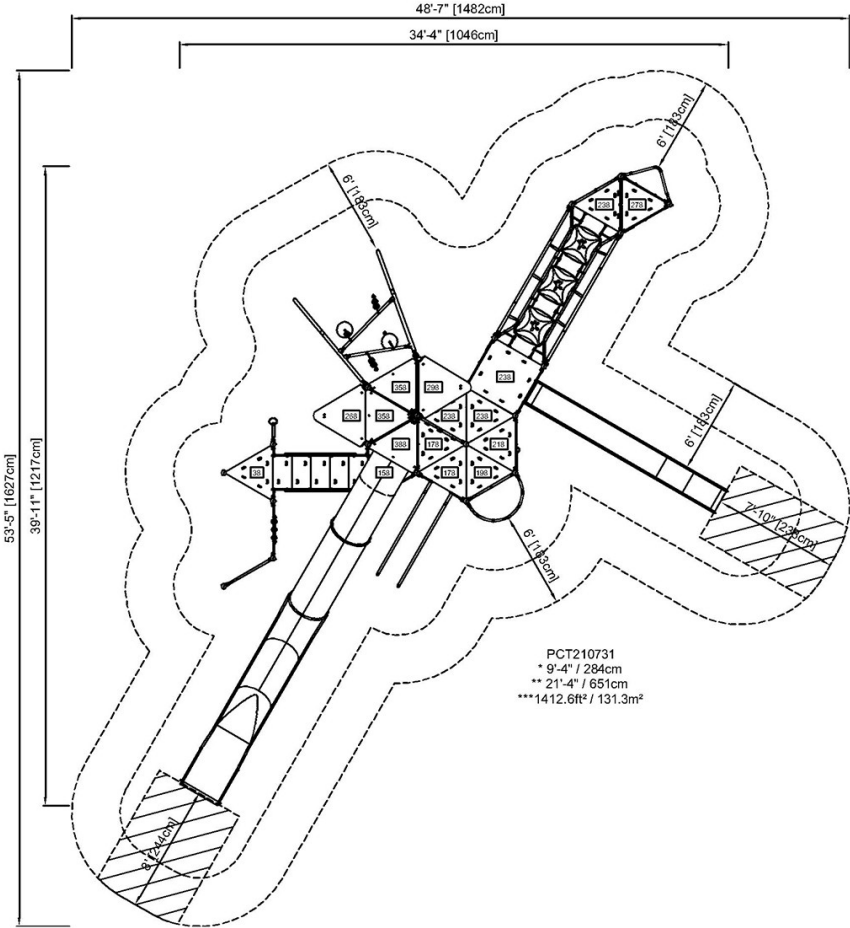 48'-7" [1482cm]
34'-4" [1046cm]
6' [183cm]
6' [183cm]
238
278
53'-5" [1627cm]
39'-11" [1217cm]
238
358
298
268
358
238
238
6' [183cm]
388
178
218
38
158
178
198
7'-10" [238cm]
6' [183cm]
PCT210731
* 9'-4" / 284cm
** 21'-4" / 651cm
***1412.6ft² / 131.3m²
8' [244cm]